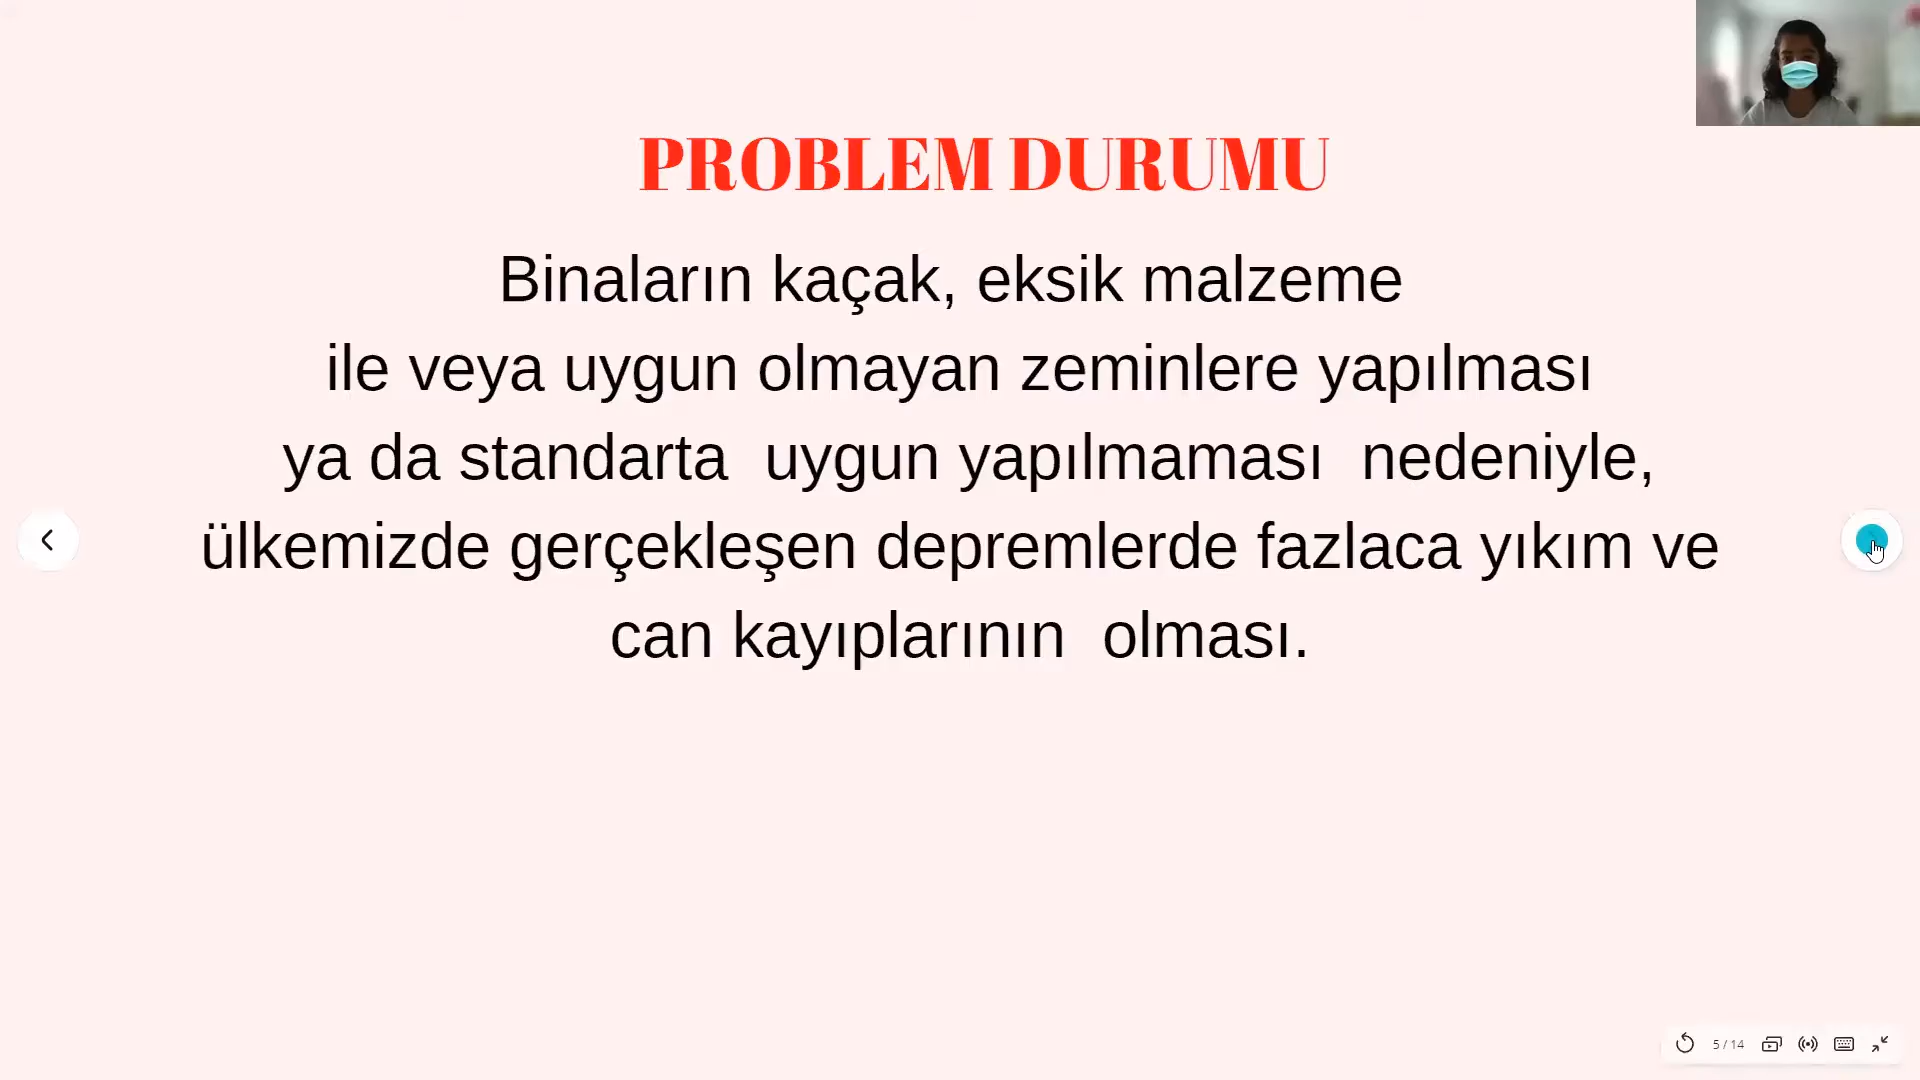 PROBLEM DURUMU
Binaların kaçak, eksik malzeme
ile veya uygun olmayan zeminlere yapılması
ya da standarta  uygun yapılmaması  nedeniyle,
ülkemizde gerçekleşen depremlerde fazlaca yıkım ve
can kayıplarının  olması.
5 / 14